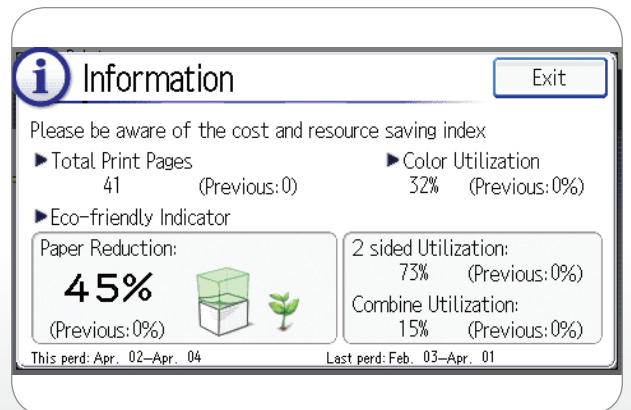 i Information
Exit
Please be aware of the cost and resource saving index
▶Total Print Pages
41 (Previous:0)
▶Color Utilization
32% (Previous:0%)
▶Eco-friendly Indicator
Paper Reduction:
45%
(Previous:0%)
2 sided Utilization:
73% (Previous:0%)
Combine Utilization:
15% (Previous:0%)
This perd: Apr. 02–Apr. 04
Last perd: Feb. 03–Apr. 01